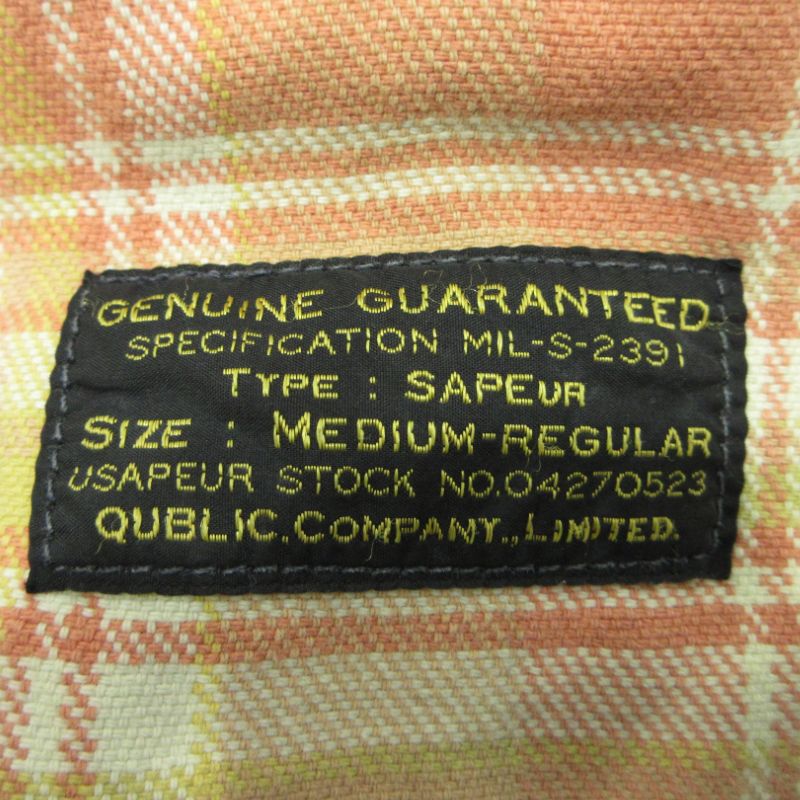 GENUINE GUARANTEED
SPECIFICATION MIL-S-2391
TYPE : SAPEUR
SIZE : MEDIUM-REGULAR
USAPEUR STOCK NO.04270523
QUBLIC.COMPANY.,LIMITED.